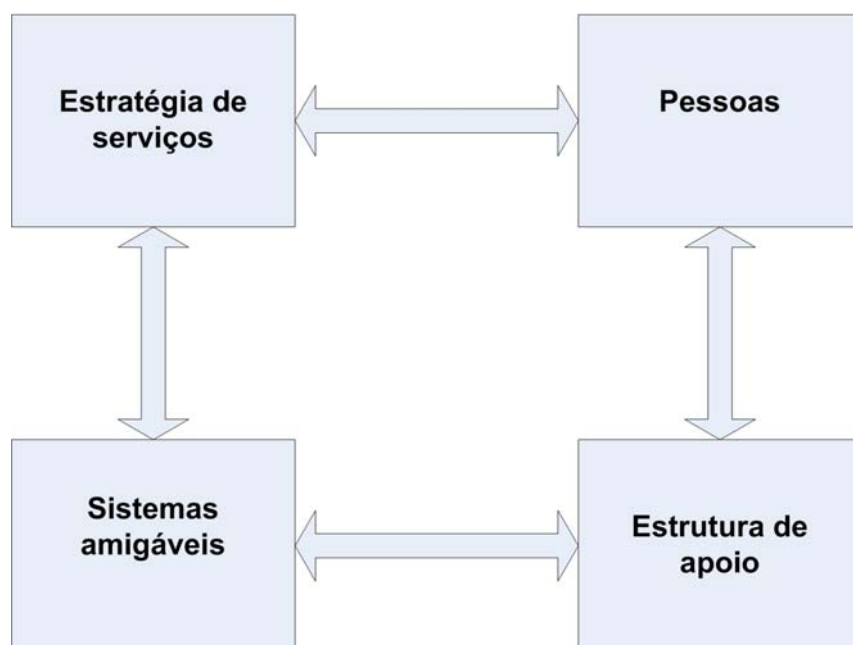 Estratégia de
serviços
Pessoas
Sistemas
amigáveis
Estrutura de
apoio